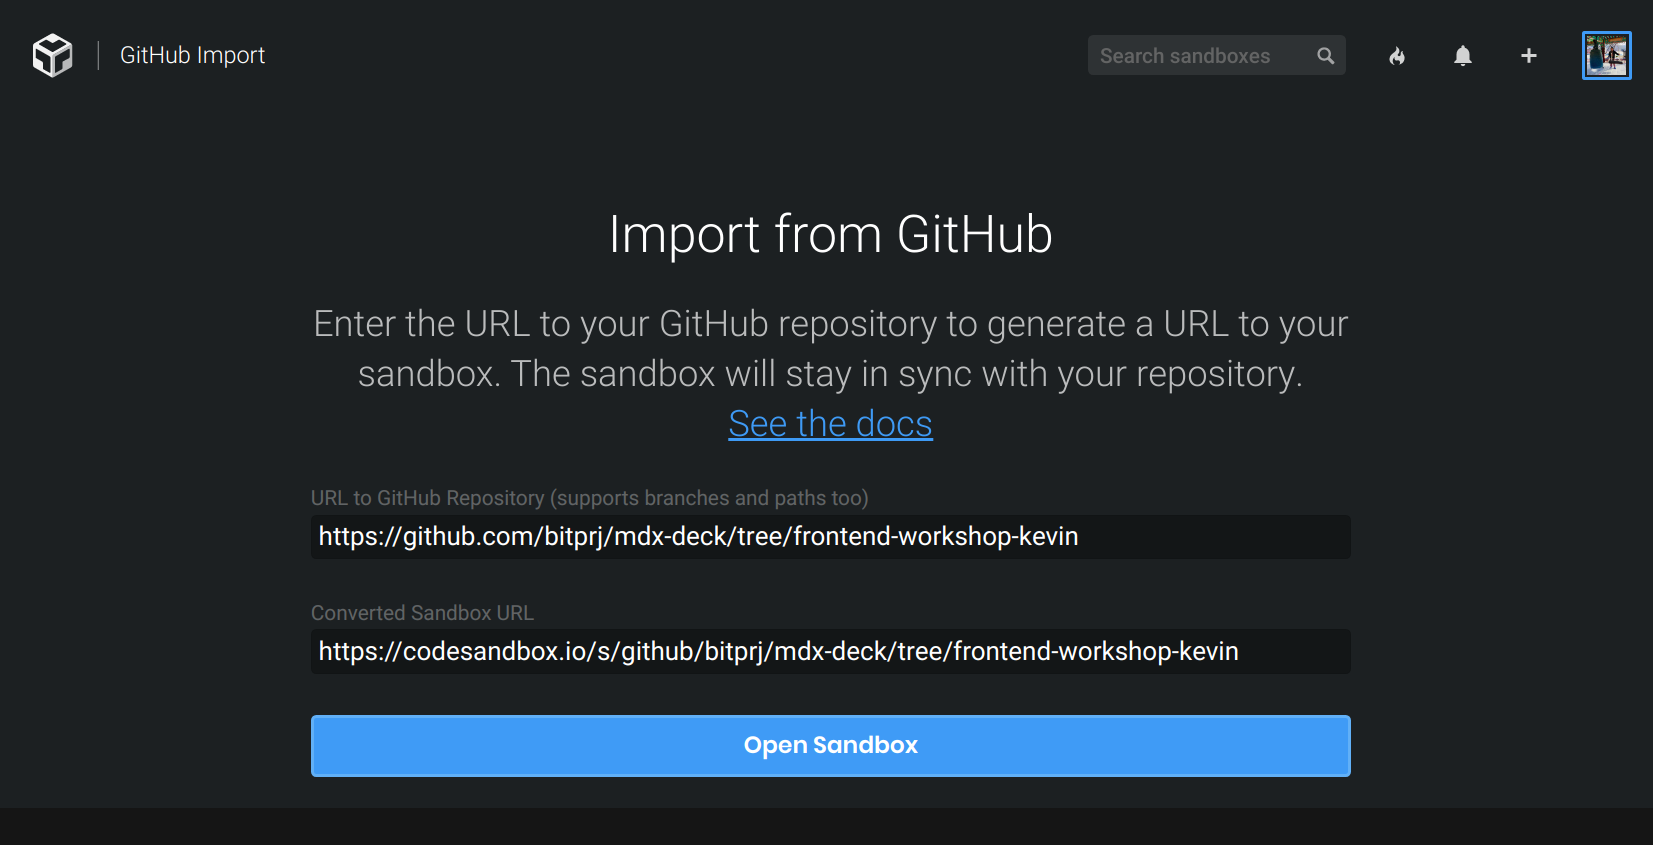 GitHub Import
Search sandboxes
Import from GitHub
Enter the URL to your GitHub repository to generate a URL to your
sandbox. The sandbox will stay in sync with your repository.
See the docs
URL to GitHub Repository (supports branches and paths too)
https://github.com/bitprj/mdx-deck/tree/frontend-workshop-kevin
Converted Sandbox URL
https://codesandbox.io/s/github/bitprj/mdx-deck/tree/frontend-workshop-kevin
Open Sandbox